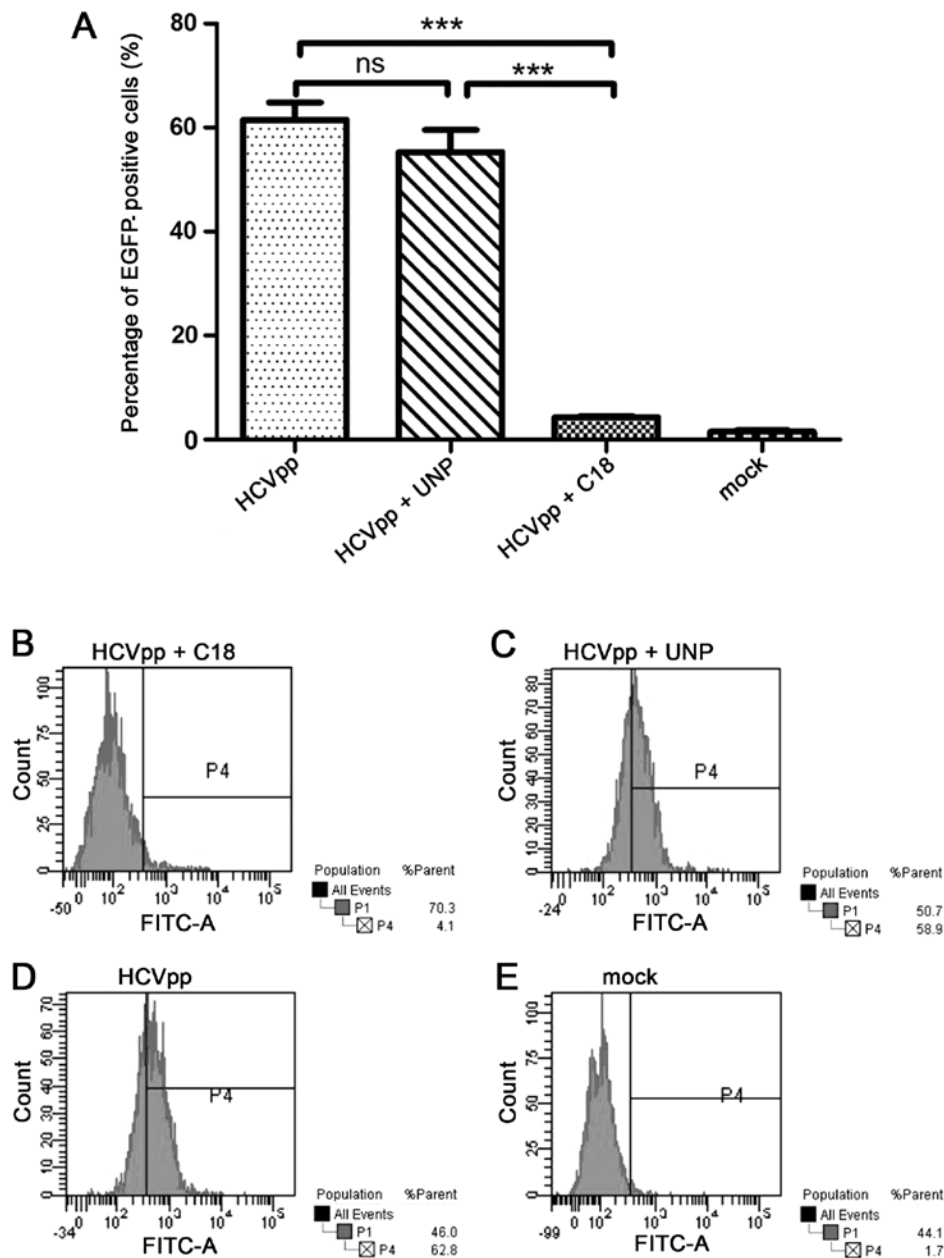 A
Percentage of EGFP-positive cells (%)
80
60
40
20
0
***
ns
***
HCVpp
HCVpp + UNP
HCVpp + C18
mock
B
HCVpp + C18
Count
100
75
50
25
0
P4
-50 0 10² 10³ 10⁴ 10⁵
FITC-A
Population %Parent
All Events
P1 70.3
P4 4.1
C
HCVpp + UNP
Count
80
70
60
50
40
30
20
10
0
P4
-24 0 10² 10³ 10⁴ 10⁵
FITC-A
Population %Parent
All Events
P1 50.7
P4 58.9
D
HCVpp
Count
70
60
50
40
30
20
10
0
P4
-34 0 10² 10³ 10⁴ 10⁵
FITC-A
Population %Parent
All Events
P1 46.0
P4 62.8
E
mock
Count
100
75
50
25
0
P4
-99 0 10² 10³ 10⁴ 10⁵
FITC-A
Population %Parent
All Events
P1 44.1
P4 1.7